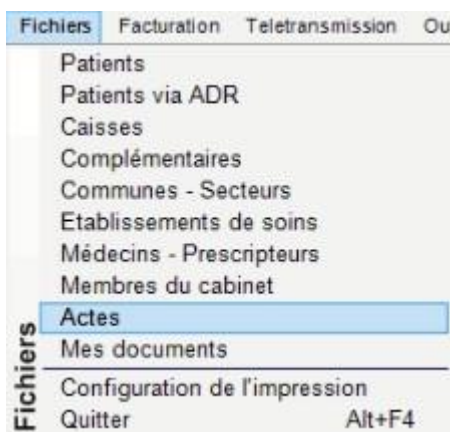 Fichiers Facturation Teletransmission Ou
Patients
Patients via ADR
Caisses
Complémentaires
Communes - Secteurs
Etablissements de soins
Médecins - Prescripteurs
Membres du cabinet
Actes
Mes documents
Configuration de l'impression
Quitter Alt+F4
Fichiers